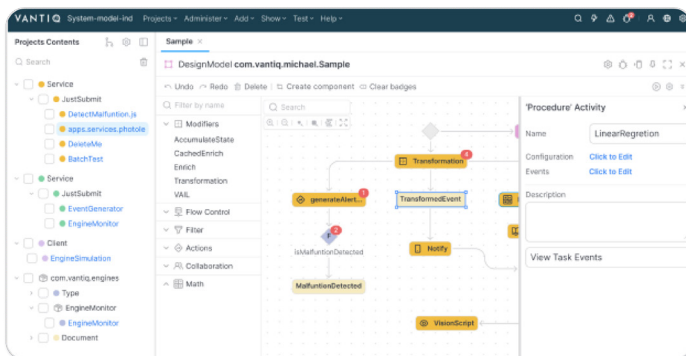 VANTIQ System-model-ind Projects Administer Add Show Test Help
Projects Contents
Search
Service
JustSubmit
DetectMalfuntion.js
apps.services.photole
DeleteMe
BatchTest
Service
JustSubmit
EventGenerator
EngineMonitor
Client
EngineSimulation
com.vantiq.engines
Type
EngineMonitor
EngineMonitor
Document
Sample
DesignModel com.vantiq.michael.Sample
Undo Redo Delete Create component Clear badges
Filter by name
Modifiers
AccumulateState
CachedEnrich
Enrich
Transformation
VAIL
Flow Control
Filter
Actions
Collaboration
Math
Search
Transformation
4
generateAlert...
1
TransformedEvent
2
isMalfuntionDetected
Notify
MalfuntionDetected
VisionScript
'Procedure' Activity
Name LinearRegretion
Configuration Click to Edit
Events Click to Edit
Description
View Task Events